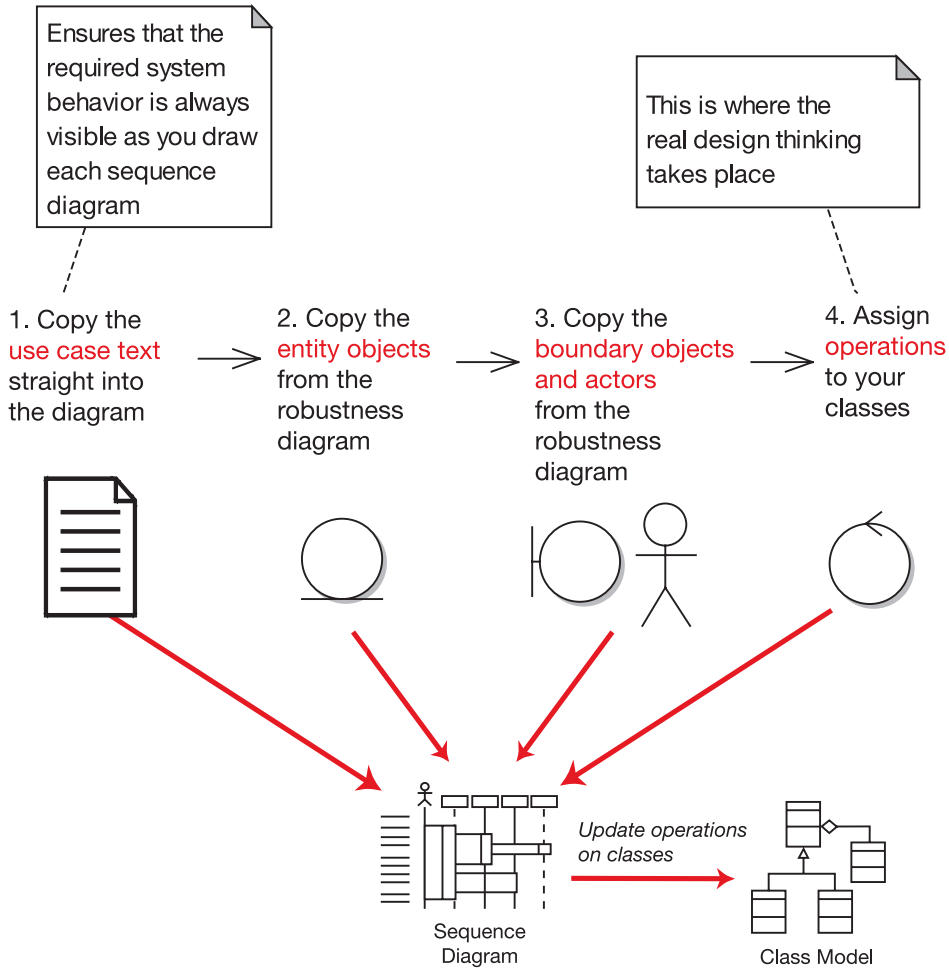 Ensures that the
required system
behavior is always
visible as you draw
each sequence
diagram
This is where the
real design thinking
takes place
1. Copy the
use case text
straight into
the diagram
2. Copy the
entity objects
from the
robustness
diagram
3. Copy the
boundary objects
and actors
from the
robustness
diagram
4. Assign
operations
to your
classes
Update operations
on classes
Sequence
Diagram
Class Model